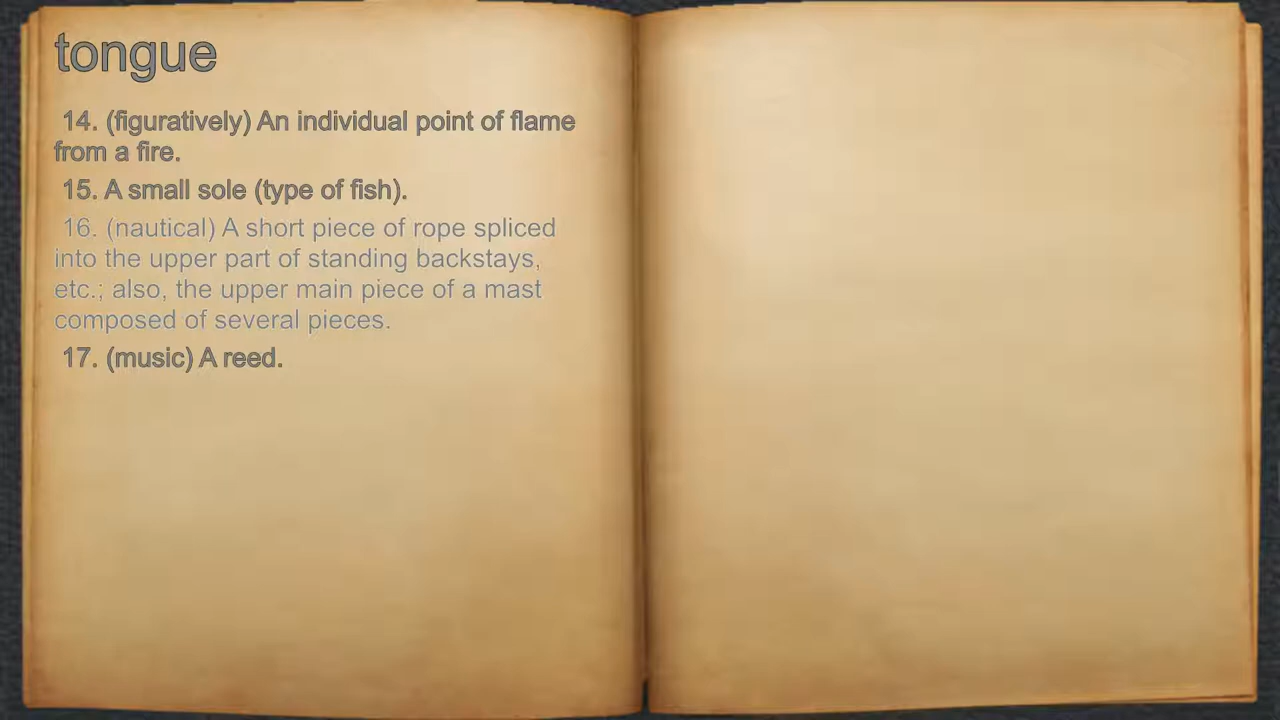 tongue
14. (figuratively) An individual point of flame
from a fire.
15. A small sole (type of fish).
16. (nautical) A short piece of rope spliced
into the upper part of standing backstays,
etc.; also, the upper main piece of a mast
composed of several pieces.
17. (music) A reed.